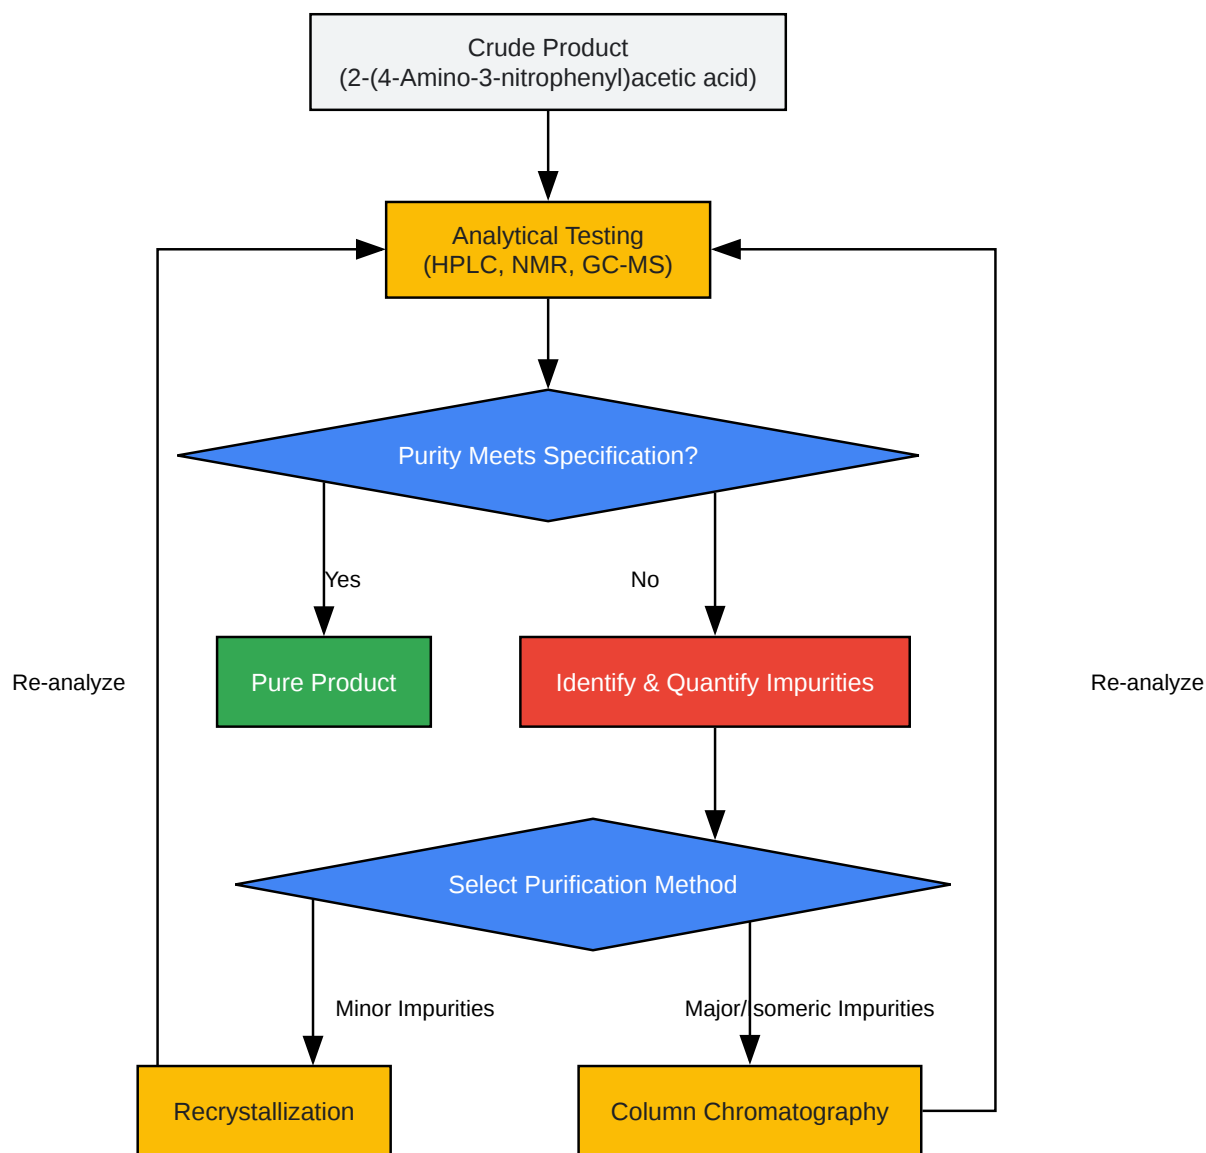 Crude Product
(2-(4-Amino-3-nitrophenyl)acetic acid)
Analytical Testing
(HPLC, NMR, GC-MS)
Purity Meets Specification?
Yes
No
Re-analyze
Pure Product
Identify & Quantify Impurities
Re-analyze
Select Purification Method
Minor Impurities
Major/Isomeric Impurities
Recrystallization
Column Chromatography